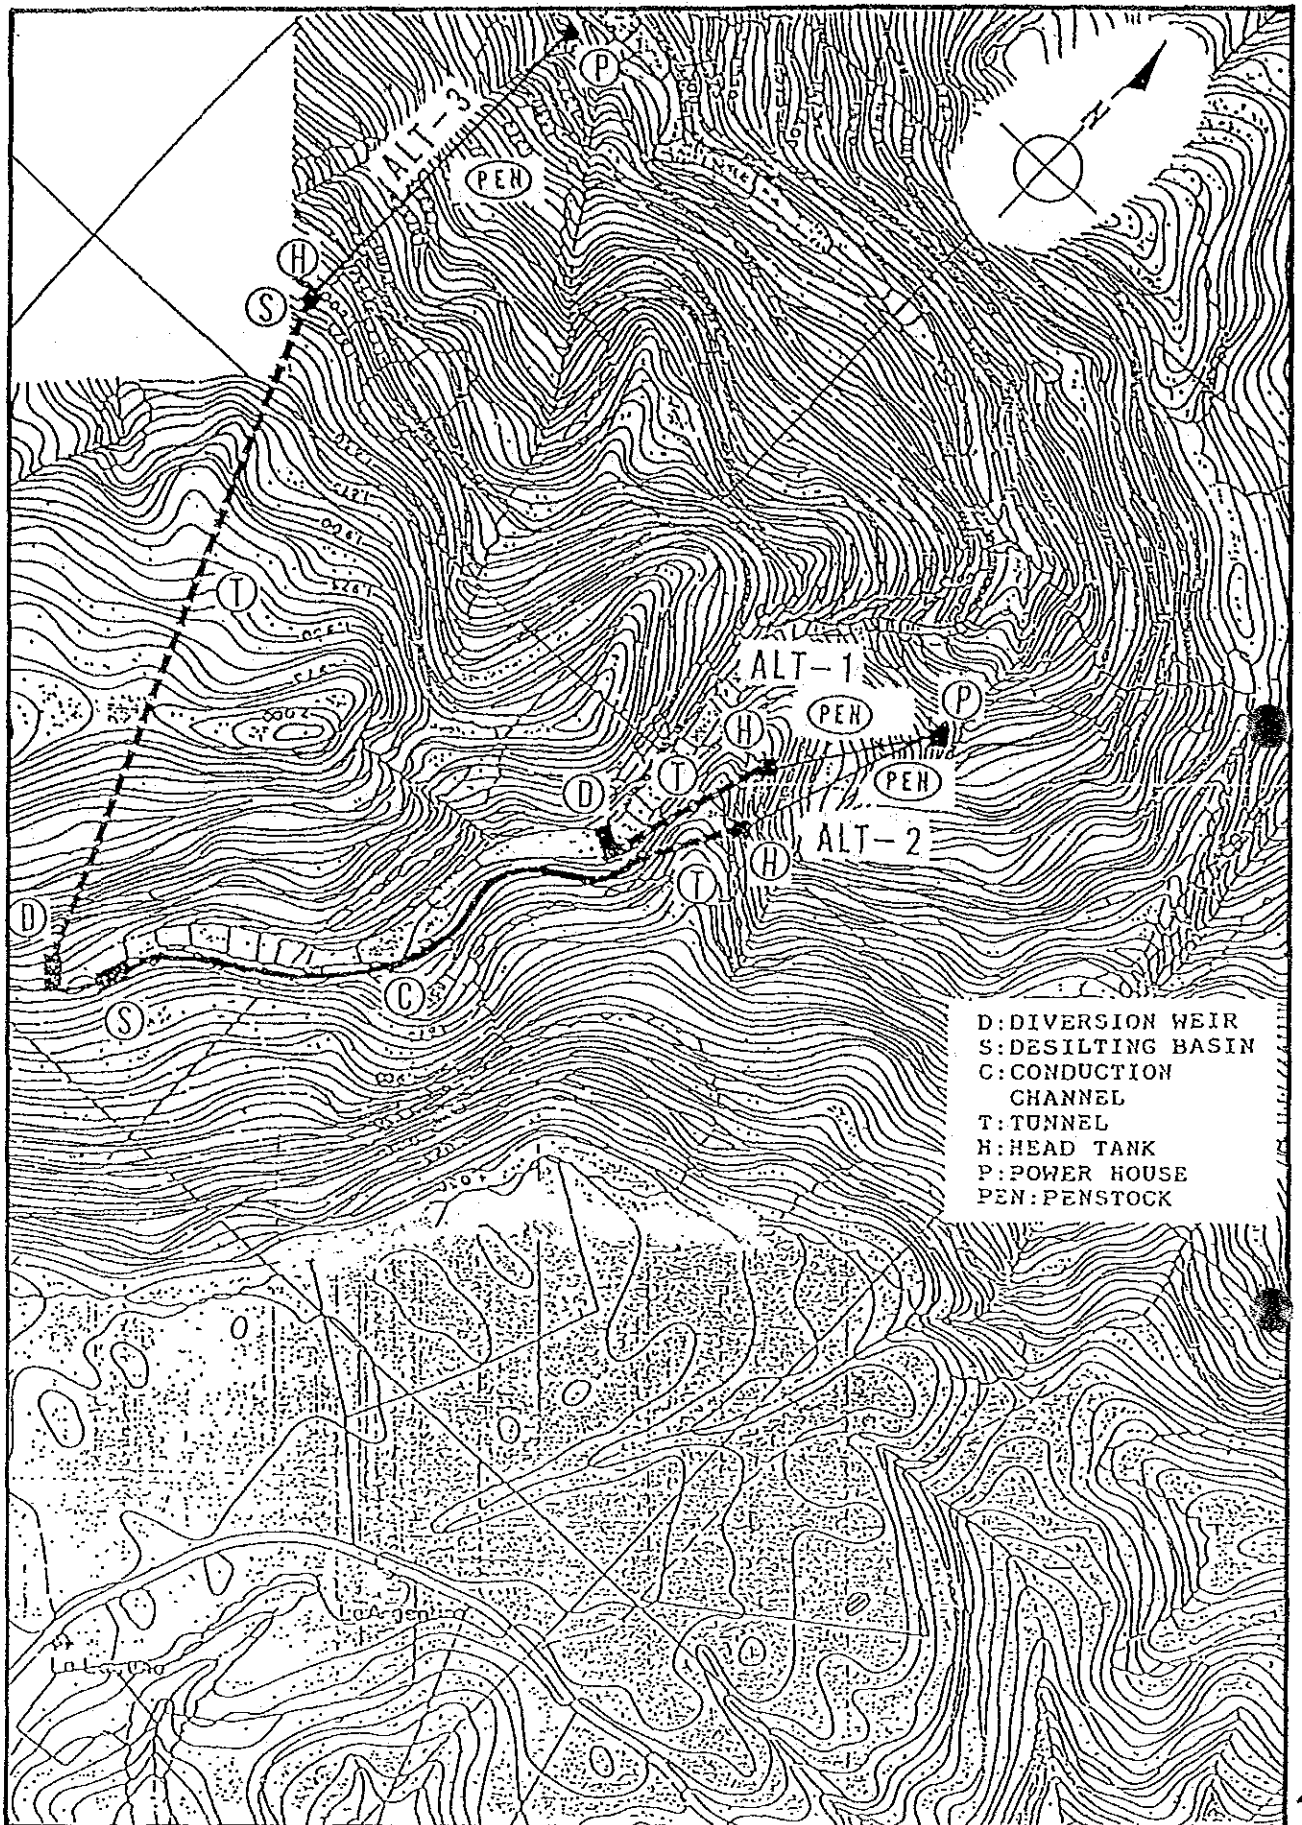 P
ALT-3
PEN
N
H
S
T
ALT-1
PEN
P
H
T
D
PEN
ALT-2
H
T
D
C
S
D:DIVERSION WEIR
S:DESILTING BASIN
C:CONDUCTION
CHANNEL
T:TUNNEL
H:HEAD TANK
P:POWER HOUSE
PEN:PENSTOCK